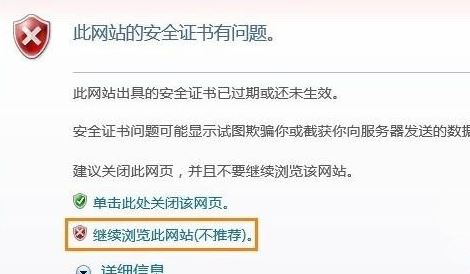 此网站的安全证书有问题。
此网站出具的安全证书已过期或还未生效。
安全证书问题可能显示试图欺骗你或截获你向服务器发送的数据
建议关闭此网页，并且不要继续浏览该网站。
单击此处关闭该网页。
继续浏览此网站(不推荐)。
详细信息